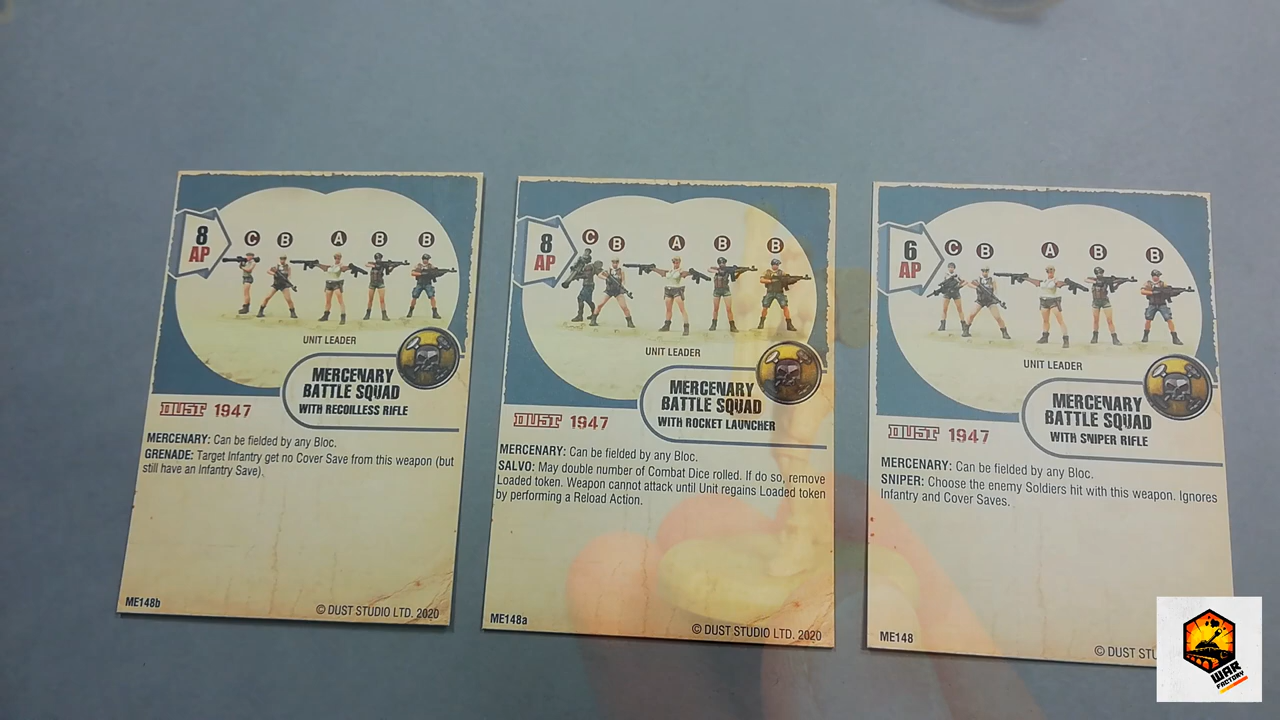 8
AP
C B A B B
UNIT LEADER
MERCENARY
BATTLE SQUAD
WITH RECOILLESS RIFLE
DUST 1947
MERCENARY: Can be fielded by any Bloc.
GRENADE: Target Infantry get no Cover Save from this weapon (but
still have an Infantry Save).
ME148b
© DUST STUDIO LTD. 2020
8
AP
C B A B B
UNIT LEADER
MERCENARY
BATTLE SQUAD
WITH ROCKET LAUNCHER
DUST 1947
MERCENARY: Can be fielded by any Bloc.
SALVO: May double number of Combat Dice rolled. If do so, remove
Loaded token. Weapon cannot attack until Unit regains Loaded token
by performing a Reload Action.
ME148a
© DUST STUDIO LTD. 2020
6
AP
C B A B B
UNIT LEADER
MERCENARY
BATTLE SQUAD
WITH SNIPER RIFLE
DUST 1947
MERCENARY: Can be fielded by any Bloc.
SNIPER: Choose the enemy Soldiers hit with this weapon. Ignores
Infantry and Cover Saves.
ME148
© DUST
WAR
FACTORY